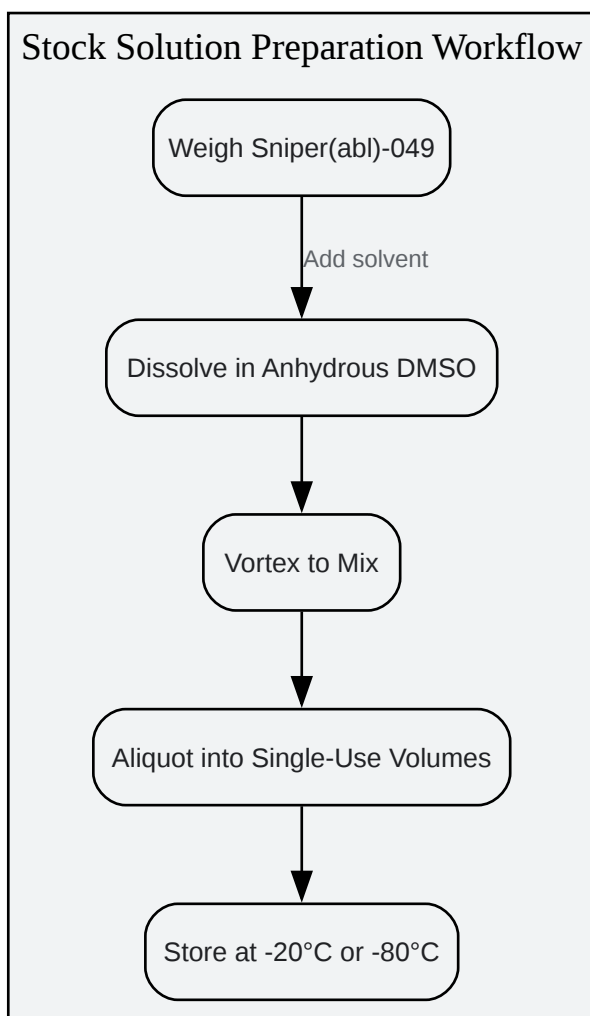 Stock Solution Preparation Workflow
Weigh Sniper(abl)-049
Add solvent
Dissolve in Anhydrous DMSO
Vortex to Mix
Aliquot into Single-Use Volumes
Store at -20°C or -80°C